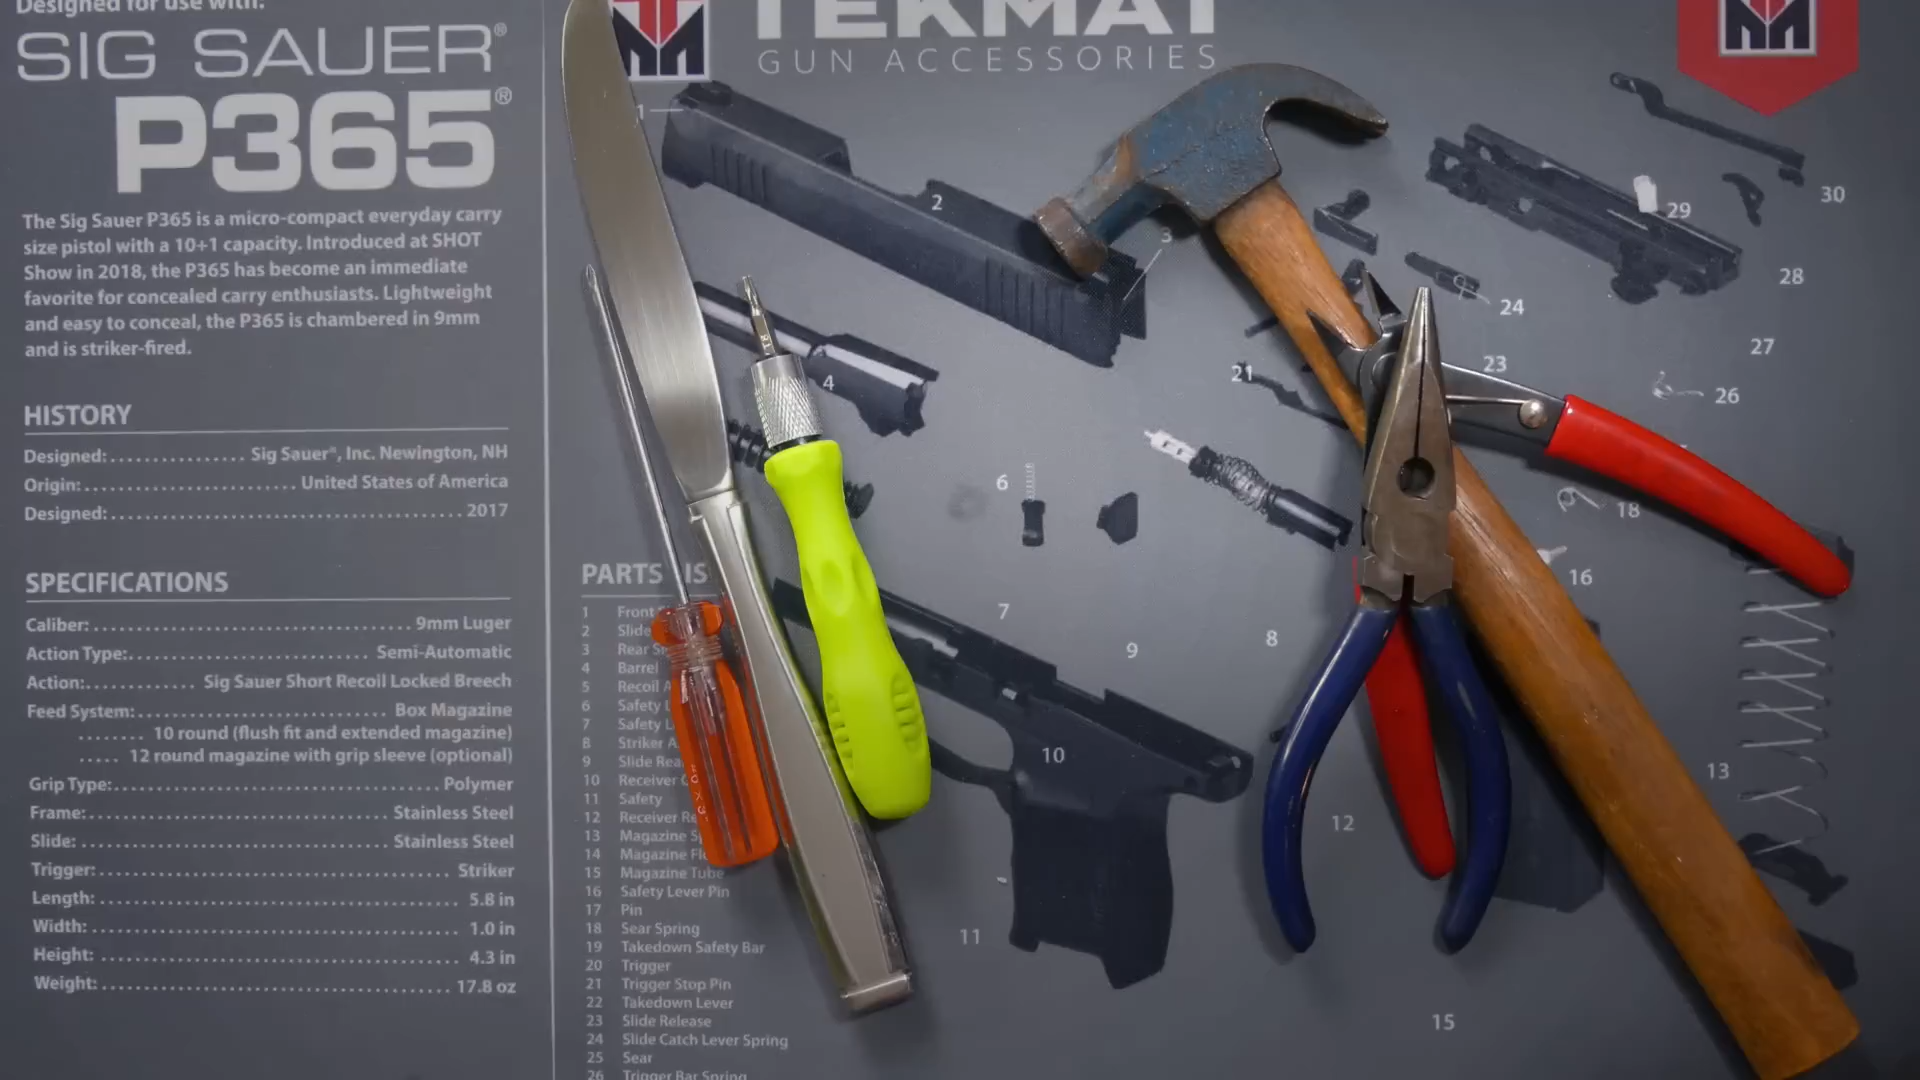 Designed for use with:
SIG SAUER®
P365®
The Sig Sauer P365 is a micro-compact everyday carry
size pistol with a 10+1 capacity. Introduced at SHOT
Show in 2018, the P365 has become an immediate
favorite for concealed carry enthusiasts. Lightweight
and easy to conceal, the P365 is chambered in 9mm
and is striker-fired.
HISTORY
Designed:................ Sig Sauer®, Inc. Newington, NH
Origin:........................... United States of America
Designed:.................................................. 2017
SPECIFICATIONS
Caliber:............................................ 9mm Luger
Action Type:.................................. Semi-Automatic
Action:............ Sig Sauer Short Recoil Locked Breech
Feed System:................................... Box Magazine
........ 10 round (flush fit and extended magazine)
..... 12 round magazine with grip sleeve (optional)
Grip Type:.............................................. Polymer
Frame:........................................ Stainless Steel
Slide:......................................... Stainless Steel
Trigger:.................................................. Striker
Length:.................................................. 5.8 in
Width:................................................... 1.0 in
Height:.................................................. 4.3 in
Weight:................................................ 17.8 oz
TEKMAT
GUN ACCESSORIES
1
2
3
4
6
7
8
9
10
11
12
13
15
16
18
21
23
24
26
27
28
29
30
PARTS
1 Front
2 Slide
3 Rear
4 Barrel
5 Recoil
6 Safety
7 Safety
8 Striker
9 Slide
10 Receiver
11 Safety
12 Receiver
13 Magazine
14 Magazine
15 Magazine Tube
16 Safety Lever Pin
17 Pin
18 Sear Spring
19 Takedown Safety Bar
20 Trigger
21 Trigger Stop Pin
22 Takedown Lever
23 Slide Release
24 Slide Catch Lever Spring
25 Sear
26 Trigger Bar Spring